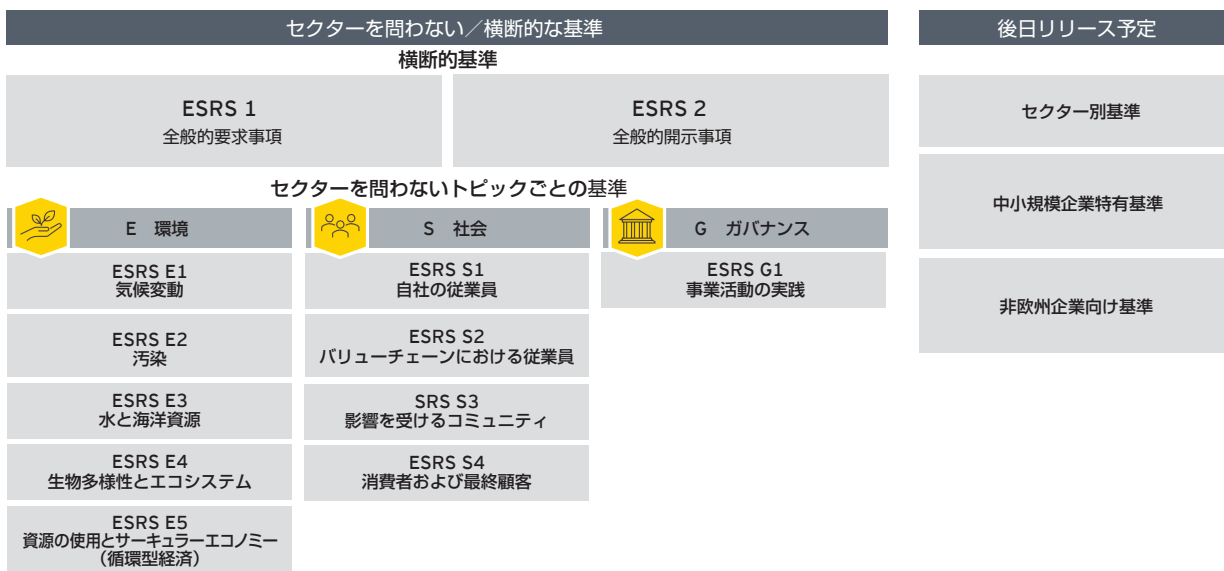 セクターを問わない／横断的な基準
横断的基準
ESRS 1
全般的要求事項
ESRS 2
全般的開示事項
セクターを問わないトピックごとの基準
E 環境
ESRS E1
気候変動
ESRS E2
汚染
ESRS E3
水と海洋資源
ESRS E4
生物多様性とエコシステム
ESRS E5
資源の使用とサーキュラーエコノミー
（循環型経済）
S 社会
ESRS S1
自社の従業員
ESRS S2
バリューチェーンにおける従業員
SRS S3
影響を受けるコミュニティ
ESRS S4
消費者および最終顧客
G ガバナンス
ESRS G1
事業活動の実践
後日リリース予定
セクター別基準
中小規模企業特有基準
非欧州企業向け基準